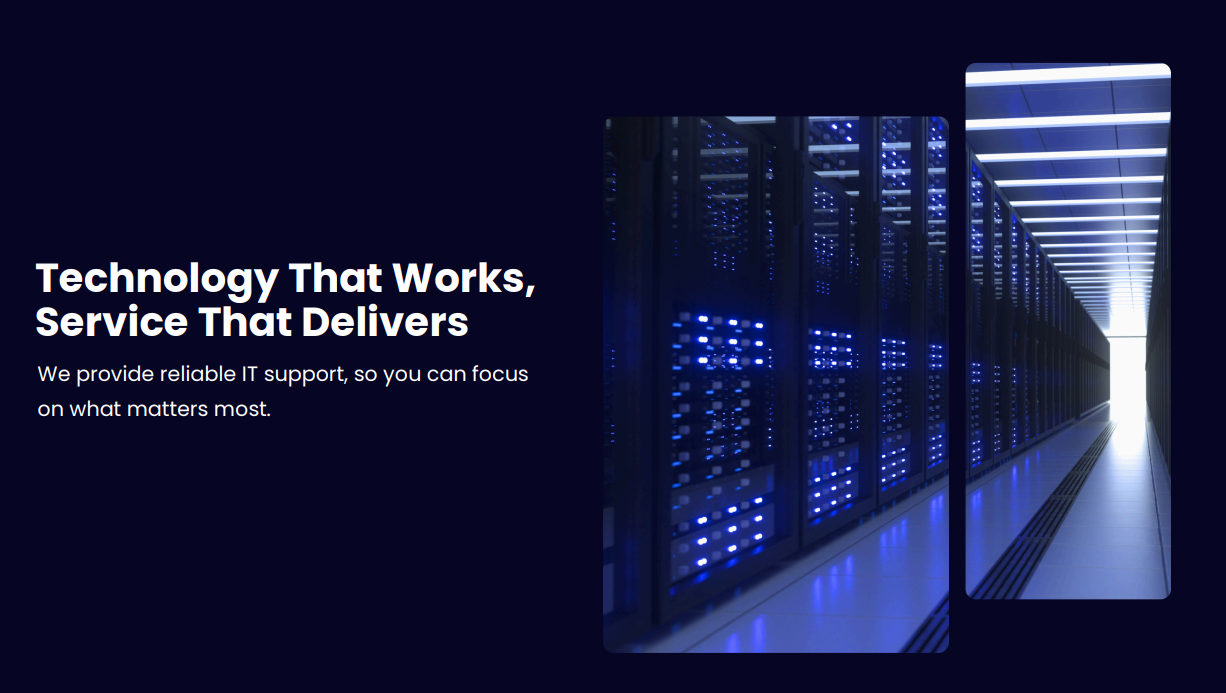 Technology That Works,
Service That Delivers
We provide reliable IT support, so you can focus
on what matters most.